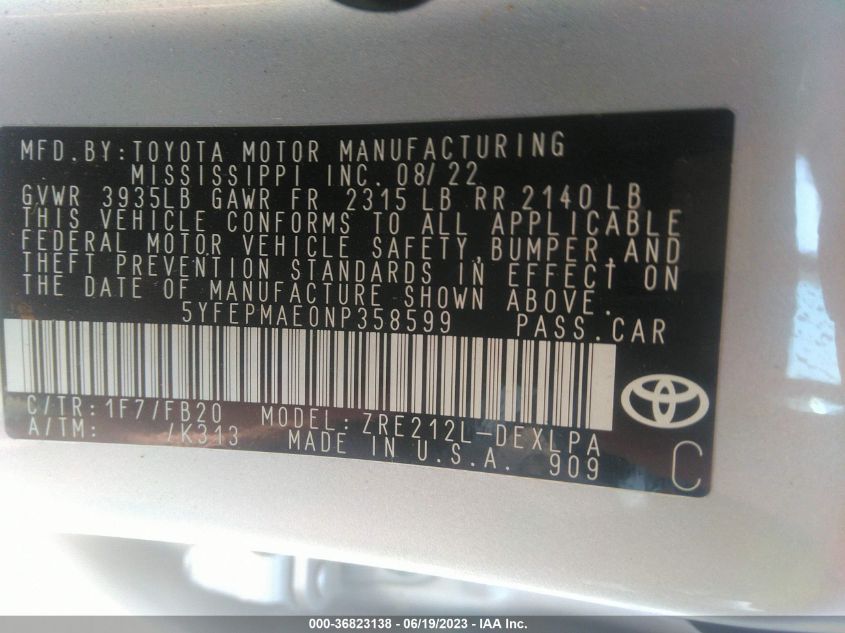 MFD.BY:TOYOTA MOTOR MANUFACTURING
MISSISSIPPI INC. 08/22
GVWR 3935LB GAWR FR 2315 LB RR 2140 LB
THIS VEHICLE CONFORMS TO ALL APPLICABLE
FEDERAL MOTOR VEHICLE SAFETY, BUMPER, AND
THEFT PREVENTION STANDARDS IN EFFECT ON
THE DATE OF MANUFACTURE SHOWN ABOVE.
5YFEPMAE0NP358599 PASS.CAR
C/TR: 1F7/FB20 MODEL: ZRE212L-DEXLPA
A/TM: /K313 MADE IN U.S.A. 909
C
000-36823138 - 06/19/2023 - IAA Inc.